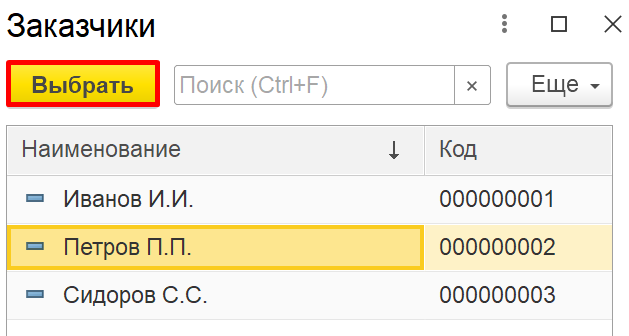 Заказчики
Выбрать Поиск (Ctrl+F) × Еще
Наименование ↓ Код
Иванов И.И. 000000001
Петров П.П. 000000002
Сидоров С.С. 000000003